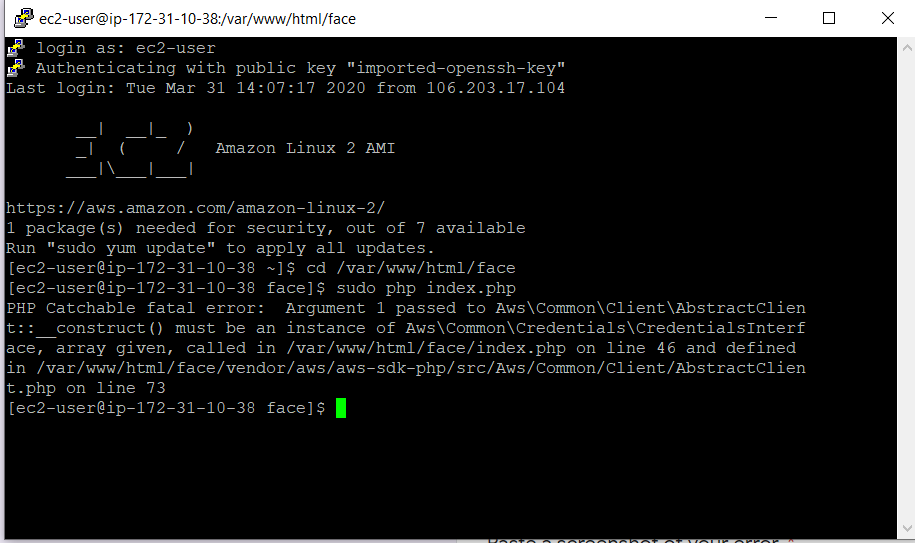 ec2-user@ip-172-31-10-38:/var/www/html/face
login as: ec2-user
Authenticating with public key "imported-openssh-key"
Last login: Tue Mar 31 14:07:17 2020 from 106.203.17.104
__|  __|_  )
_|  (     /   Amazon Linux 2 AMI
___|\___|___|
https://aws.amazon.com/amazon-linux-2/
1 package(s) needed for security, out of 7 available
Run "sudo yum update" to apply all updates.
[ec2-user@ip-172-31-10-38 ~]$ cd /var/www/html/face
[ec2-user@ip-172-31-10-38 face]$ sudo php index.php
PHP Catchable fatal error:  Argument 1 passed to Aws\Common\Client\AbstractClien
t::__construct() must be an instance of Aws\Common\Credentials\CredentialsInterf
ace, array given, called in /var/www/html/face/index.php on line 46 and defined
in /var/www/html/face/vendor/aws/aws-sdk-php/src/Aws/Common/Client/AbstractClien
t.php on line 73
[ec2-user@ip-172-31-10-38 face]$
Paste a screenshot of your error